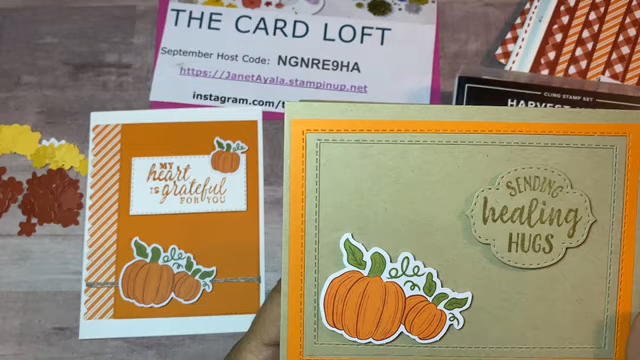 THE CARD LOFT
September Host Code: NGNRE9HA
https://JanetAyala.stampinup.net
instagram.com/
CLING STAMP SET
HARVEST
MY
heart
IS grateful
FOR YOU
SENDING
healing
HUGS